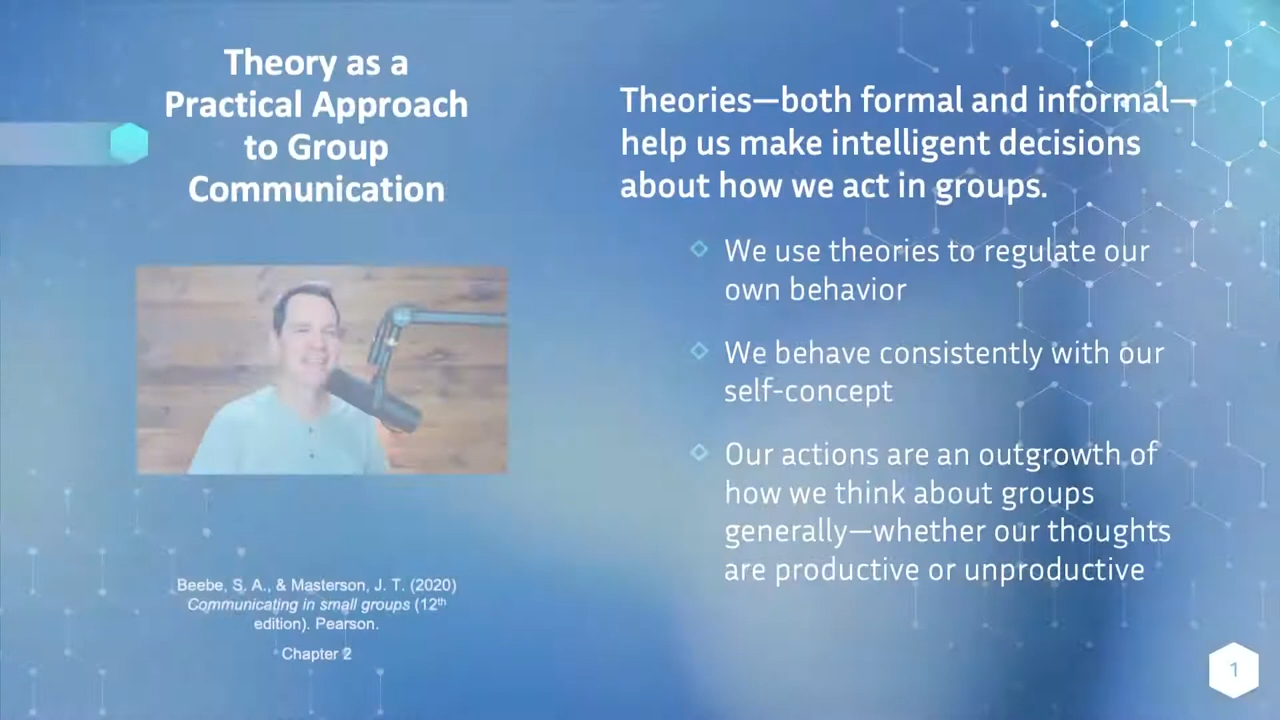 Theory as a
Practical Approach
to Group
Communication
Theories—both formal and informal—
help us make intelligent decisions
about how we act in groups.
We use theories to regulate our
own behavior
We behave consistently with our
self-concept
Our actions are an outgrowth of
how we think about groups
generally—whether our thoughts
are productive or unproductive
Beebe, S. A., & Masterson, J. T. (2020)
Communicating in small groups (12th
edition). Pearson.
Chapter 2
1